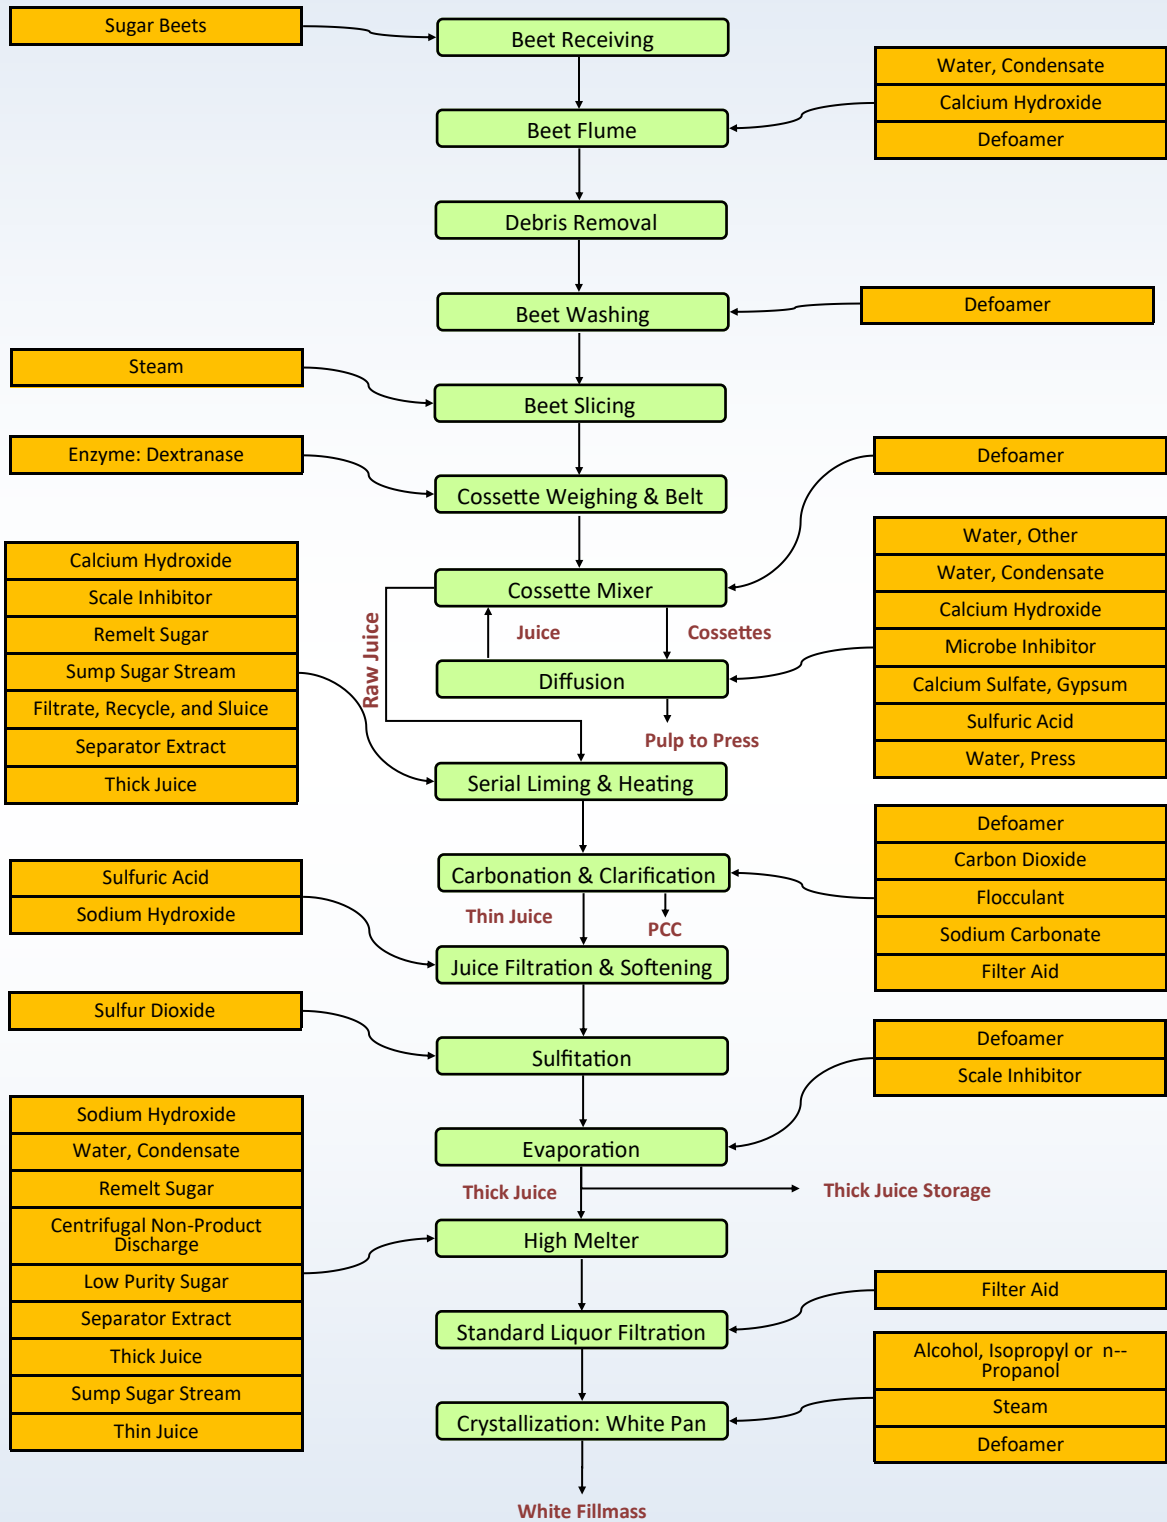 Sugar Beets
Beet Receiving
Water, Condensate
Calcium Hydroxide
Defoamer
Beet Flume
Debris Removal
Beet Washing
Defoamer
Steam
Beet Slicing
Enzyme: Dextranase
Cossette Weighing & Belt
Defoamer
Calcium Hydroxide
Scale Inhibitor
Remelt Sugar
Sump Sugar Stream
Filtrate, Recycle, and Sluice
Separator Extract
Thick Juice
Cossette Mixer
Raw Juice
Juice
Cossettes
Diffusion
Pulp to Press
Water, Other
Water, Condensate
Calcium Hydroxide
Microbe Inhibitor
Calcium Sulfate, Gypsum
Sulfuric Acid
Water, Press
Serial Liming & Heating
Defoamer
Carbon Dioxide
Flocculant
Sodium Carbonate
Filter Aid
Carbonation & Clarification
Sulfuric Acid
Sodium Hydroxide
Thin Juice
PCC
Juice Filtration & Softening
Sulfur Dioxide
Sulfitation
Defoamer
Scale Inhibitor
Evaporation
Thick Juice
Thick Juice Storage
Sodium Hydroxide
Water, Condensate
Remelt Sugar
Centrifugal Non-Product
Discharge
Low Purity Sugar
Separator Extract
Thick Juice
Sump Sugar Stream
Thin Juice
High Melter
Filter Aid
Standard Liquor Filtration
Alcohol, Isopropyl or n--
Propanol
Steam
Defoamer
Crystallization: White Pan
White Fillmass